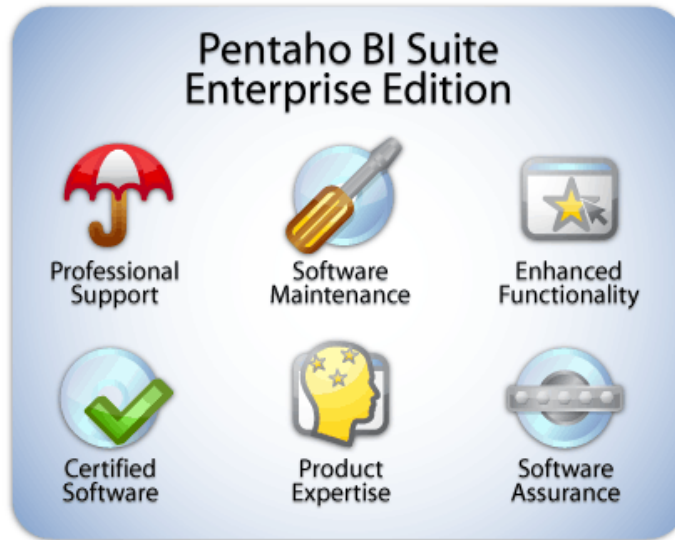 Pentaho BI Suite
Enterprise Edition
Professional
Support
Software
Maintenance
Enhanced
Functionality
Certified
Software
Product
Expertise
Software
Assurance